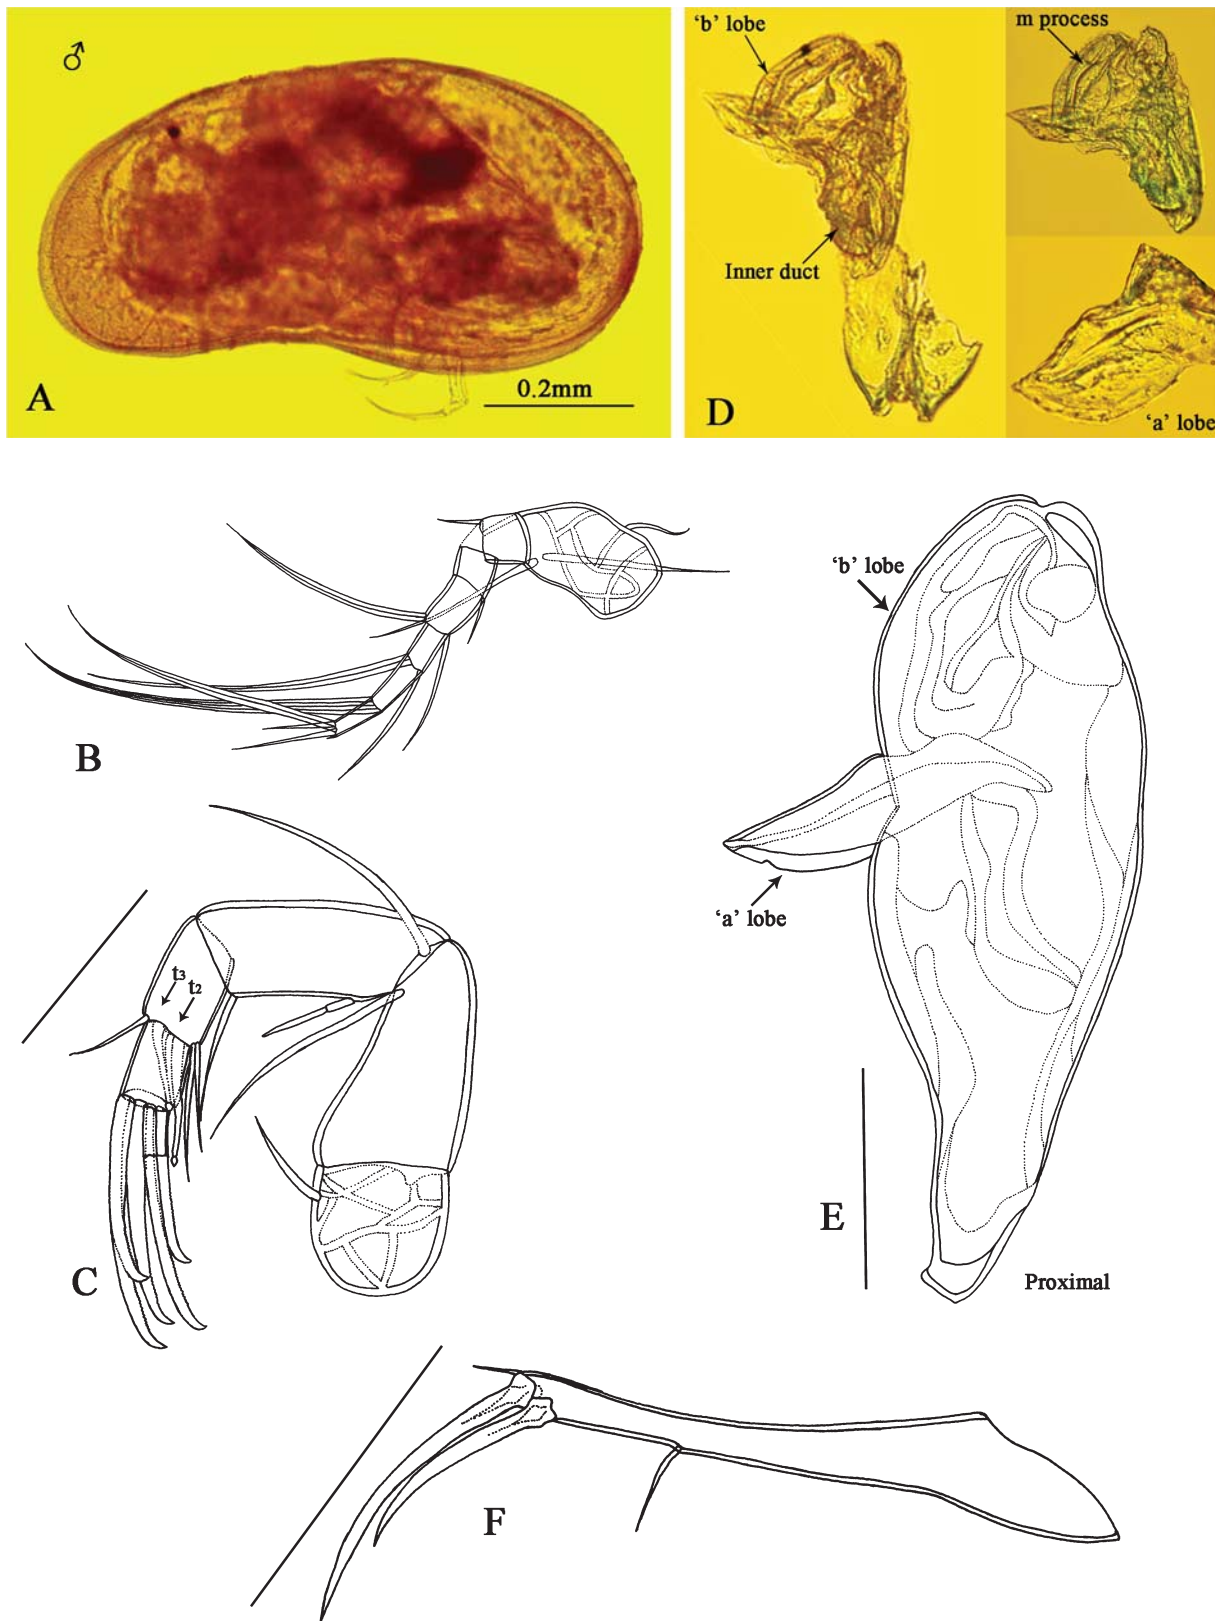 ♂
A
0.2mm
'b' lobe
Inner duct
D
m process
'a' lobe
B
'b' lobe
'a' lobe
t3
t2
C
E
Proximal
F